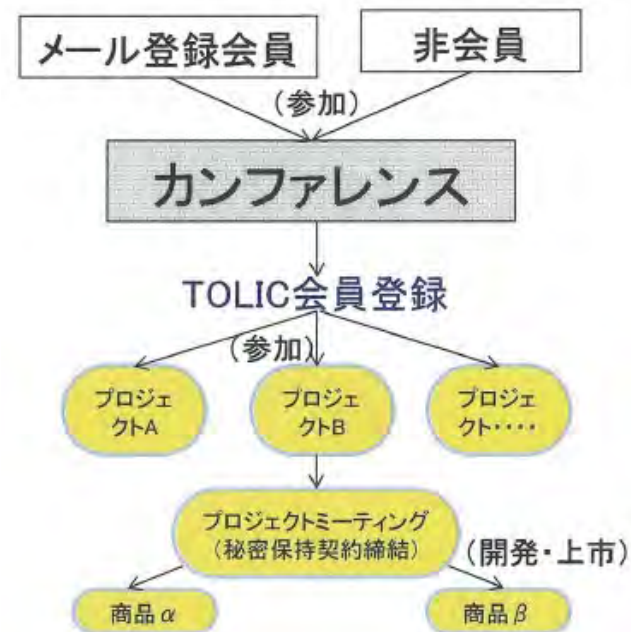 メール登録会員
非会員
(参加)
カンファレンス
TOLIC会員登録
(参加)
プロジェ
クトA
プロジェ
クトB
プロジェ
クト････
プロジェクトミーティング
(秘密保持契約締結)
(開発・上市)
商品α
商品β